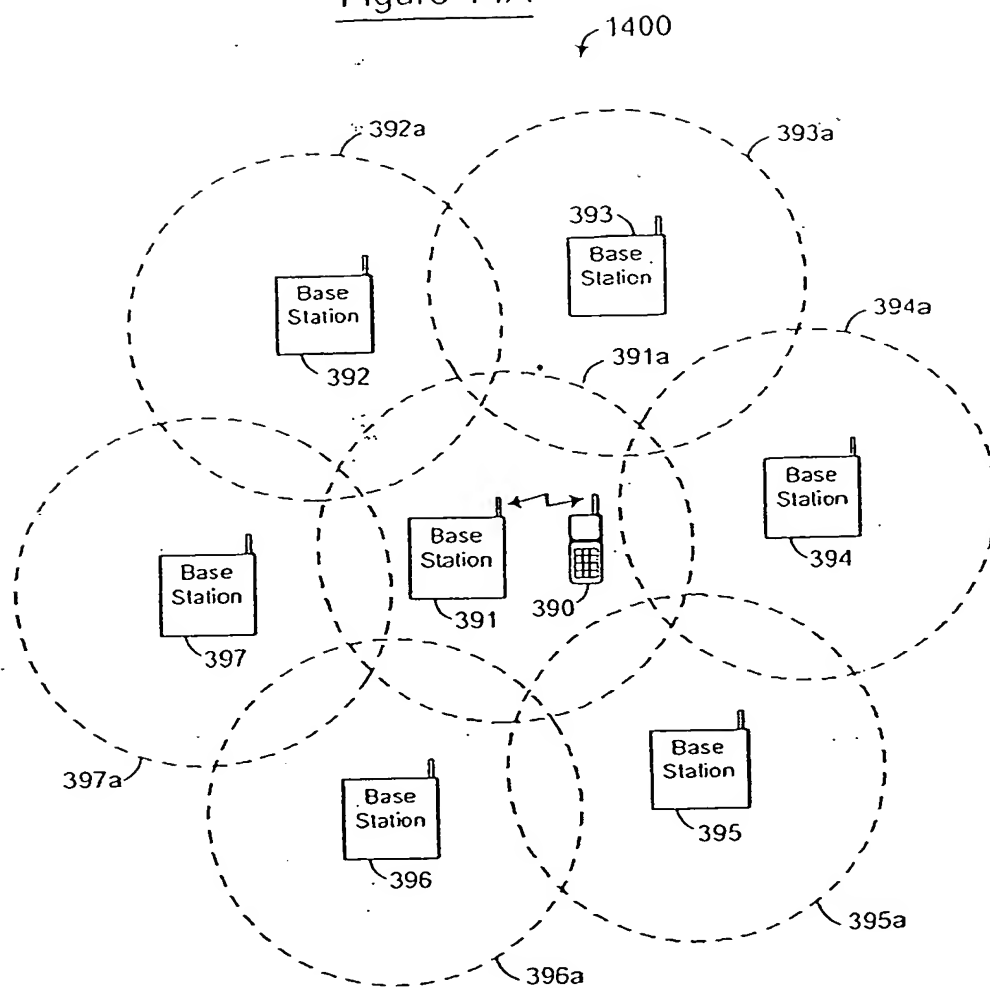 1400
392a
393a
393
Base
Station
394a
Base
Station
392
391a
Base
Station
394
Base
Station
391
390
Base
Station
397
397a
Base
Station
395
Base
Station
396
395a
396a